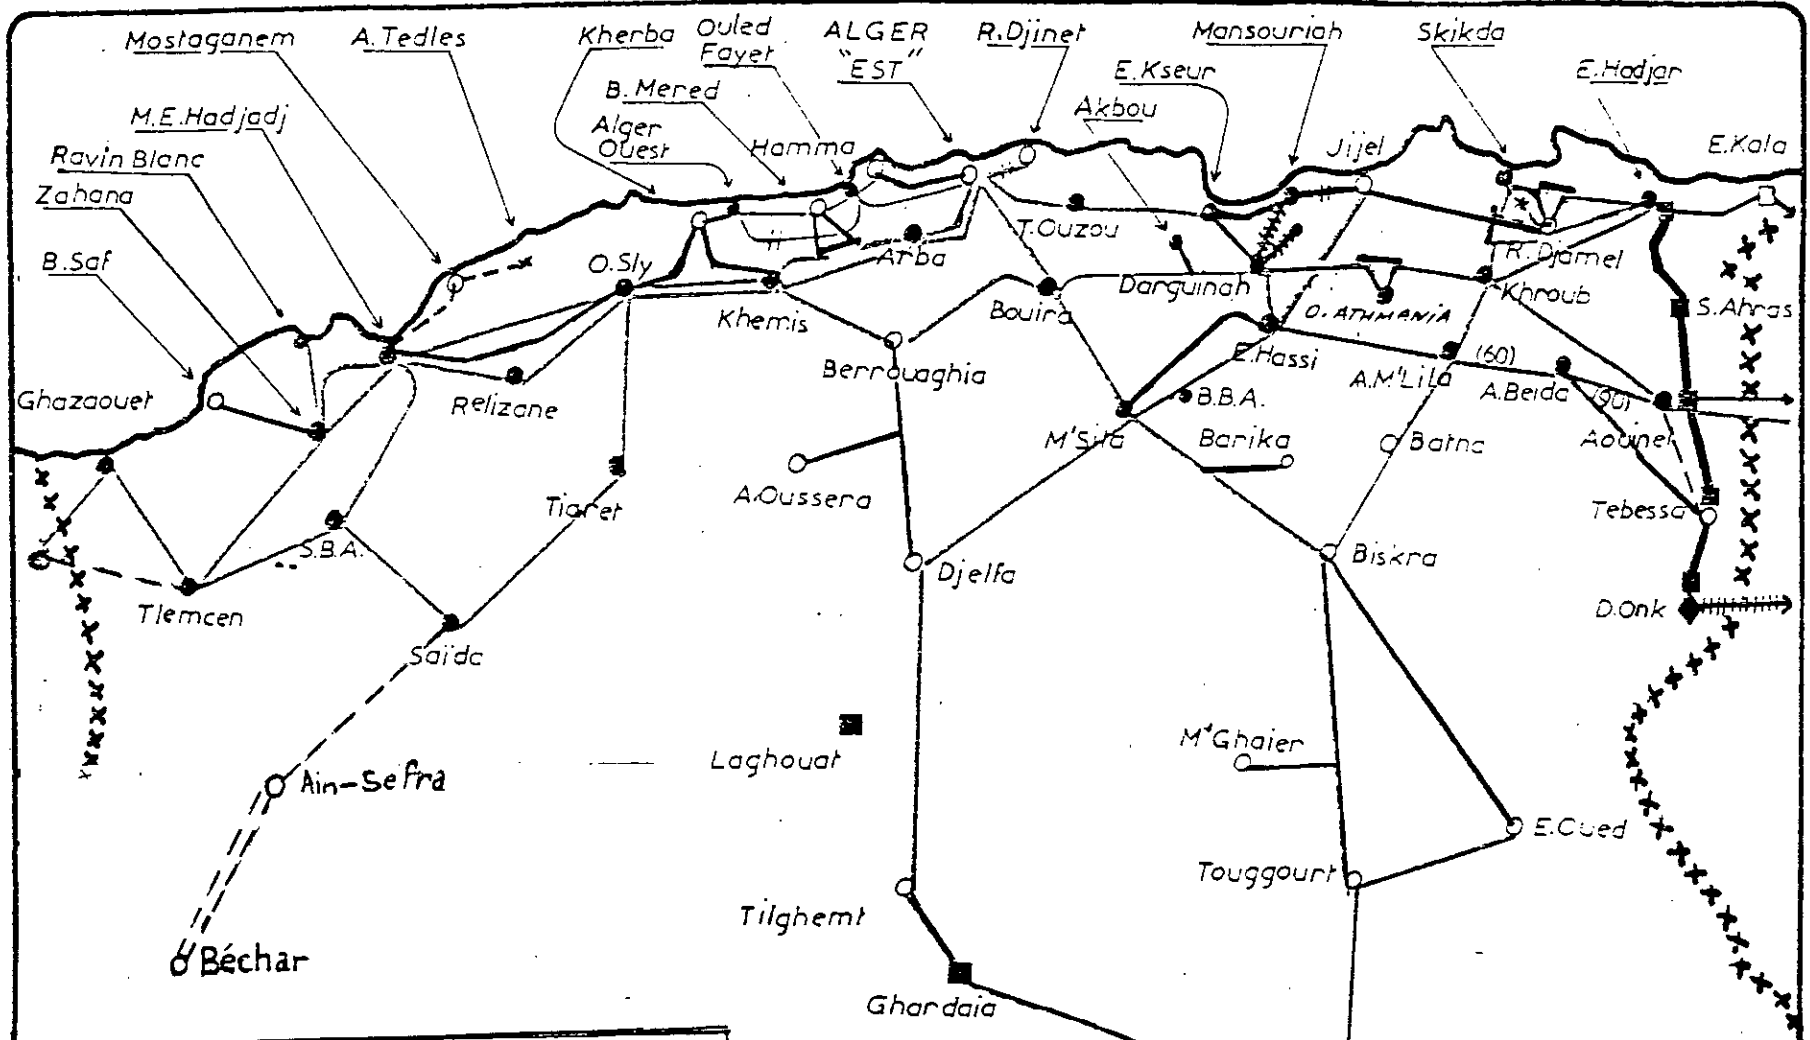 Mostaganem
A.Tedles
Kherba
Ouled
Fayet
ALGER
"EST"
R.Djinet
Mansouriah
Skikda
E.Kseur
E.Hadjar
B.Mered
Akbou
M.E.Hadjadj
Alger
Ouest
Hamma
Jijel
E.Kala
Ravin Blanc
Zahana
B.Saf
O.Sly
Arba
T.Ouzou
R.Djamel
Darguinah
Khroub
Khemis
Bouira
O.ATHMANIA
S.Ahras
E.Hassi
(60)
A.M'Lila
A.Beida
(90)
Ghazaouet
Relizane
Berrouaghia
B.B.A.
M'Sila
Barika
Batna
Aouinet
Tiaret
A.Oussera
Tebessa
S.B.A.
Djelfa
Biskra
Tlemcen
D.Onk
Saïda
Laghouat
M'Ghaier
Ain-Sefra
E.Oued
Touggourt
Tilghemt
Béchar
Ghardaia